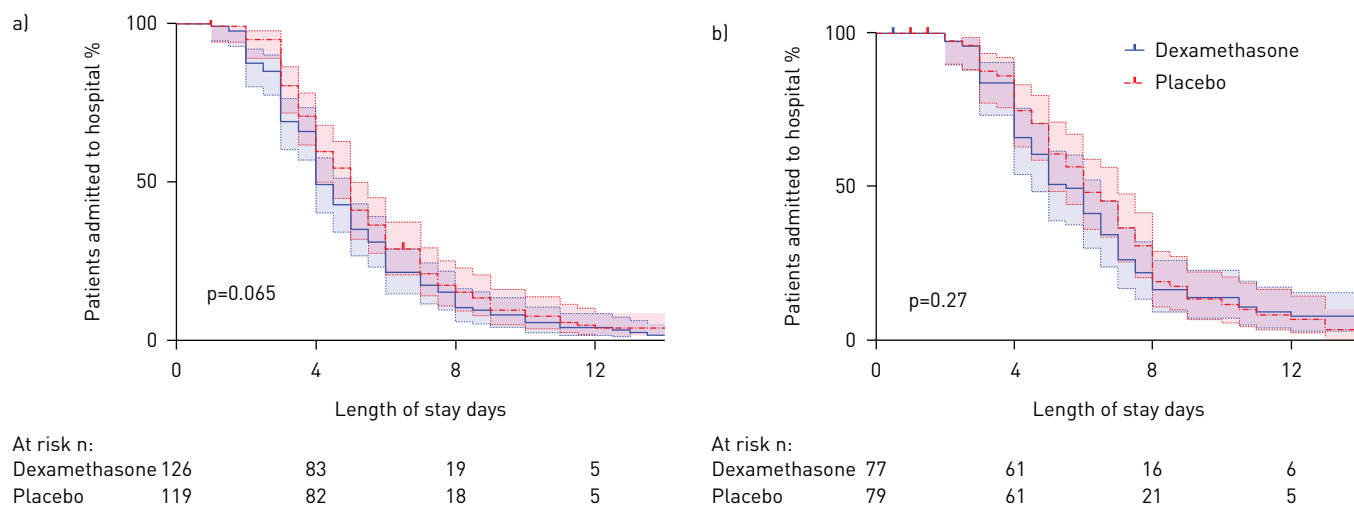 a)
Patients admitted to hospital %
100
50
0
p=0.065
0 4 8 12
Length of stay days
At risk n:
Dexamethasone 126 83 19 5
Placebo 119 82 18 5
b)
Patients admitted to hospital %
100
50
0
Dexamethasone
Placebo
p=0.27
0 4 8 12
Length of stay days
At risk n:
Dexamethasone 77 61 16 6
Placebo 79 61 21 5